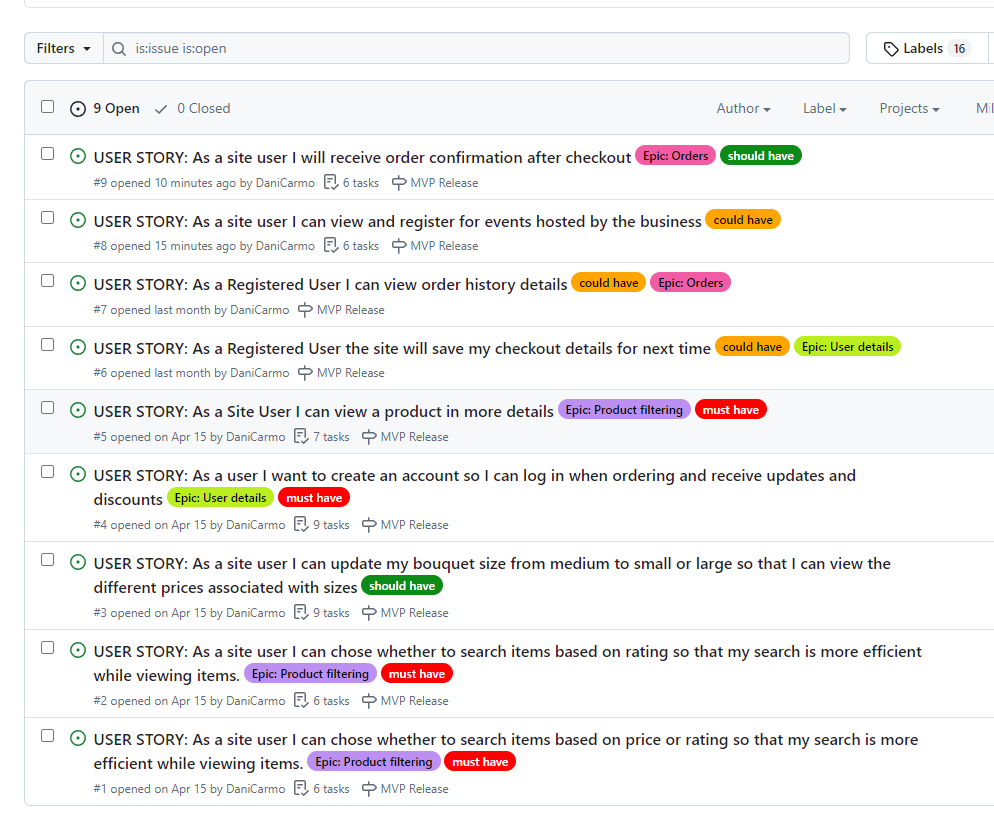 Filters is:issue is:open Labels 16
9 Open 0 Closed Author Label Projects Mil
USER STORY: As a site user I will receive order confirmation after checkout Epic: Orders should have
#9 opened 10 minutes ago by DaniCarmo 6 tasks MVP Release
USER STORY: As a site user I can view and register for events hosted by the business could have
#8 opened 15 minutes ago by DaniCarmo 6 tasks MVP Release
USER STORY: As a Registered User I can view order history details could have Epic: Orders
#7 opened last month by DaniCarmo MVP Release
USER STORY: As a Registered User the site will save my checkout details for next time could have Epic: User details
#6 opened last month by DaniCarmo MVP Release
USER STORY: As a Site User I can view a product in more details Epic: Product filtering must have
#5 opened on Apr 15 by DaniCarmo 7 tasks MVP Release
USER STORY: As a user I want to create an account so I can log in when ordering and receive updates and
discounts Epic: User details must have
#4 opened on Apr 15 by DaniCarmo 9 tasks MVP Release
USER STORY: As a site user I can update my bouquet size from medium to small or large so that I can view the
different prices associated with sizes should have
#3 opened on Apr 15 by DaniCarmo 9 tasks MVP Release
USER STORY: As a site user I can chose whether to search items based on rating so that my search is more efficient
while viewing items. Epic: Product filtering must have
#2 opened on Apr 15 by DaniCarmo 6 tasks MVP Release
USER STORY: As a site user I can chose whether to search items based on price or rating so that my search is more
efficient while viewing items. Epic: Product filtering must have
#1 opened on Apr 15 by DaniCarmo 6 tasks MVP Release